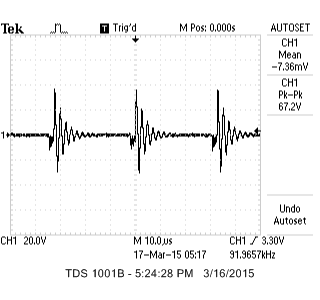 Tek Trig'd M Pos: 0.000s AUTOSET
CH1
Mean
-7.36mV
CH1
Pk-Pk
67.2V
1
Undo
Autoset
CH1 20.0V M 10.0µs CH1 3.30V
17-Mar-15 05:17 91.9657kHz
TDS 1001B - 5:24:28 PM 3/16/2015